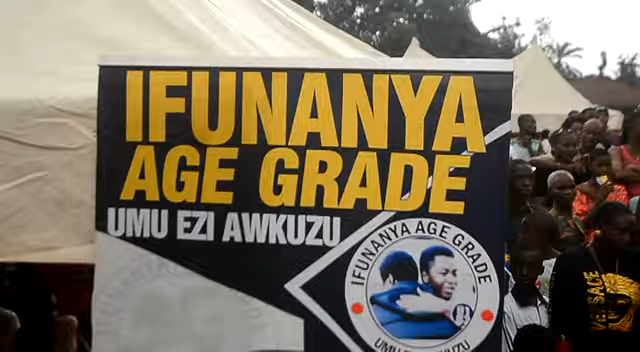 IFUNANYA
AGE GRADE
UMU EZI AWKUZU
IFUNANYA AGE GRADE